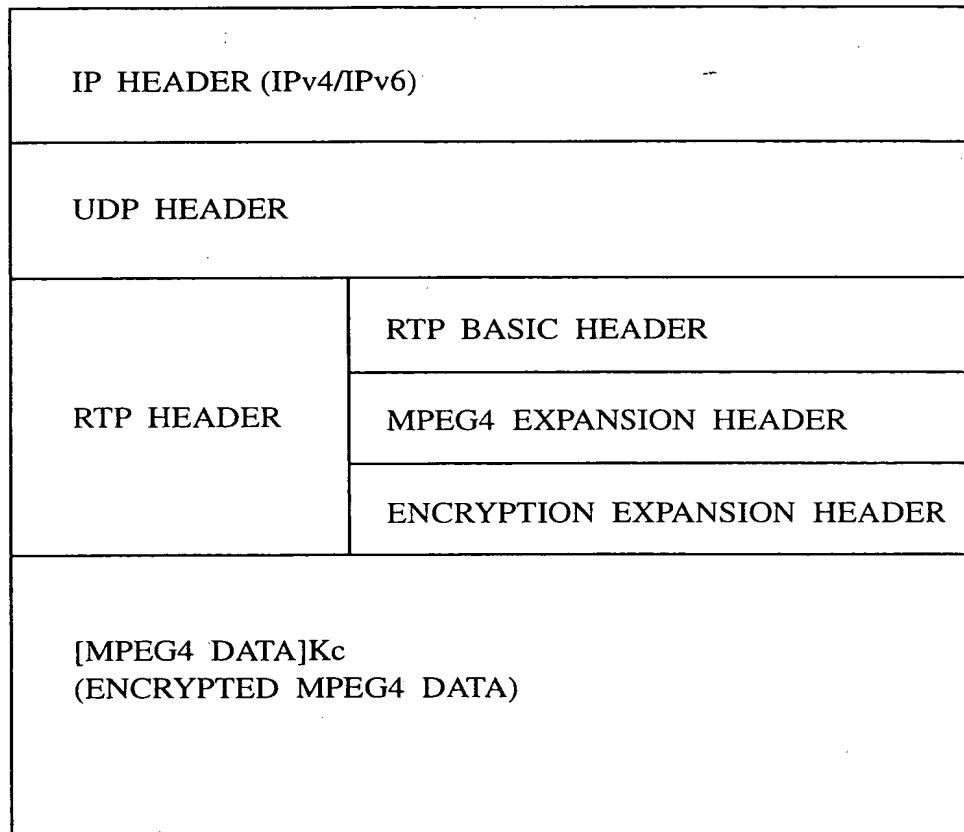 IP HEADER (IPv4/IPv6)
UDP HEADER
RTP HEADER
RTP BASIC HEADER
MPEG4 EXPANSION HEADER
ENCRYPTION EXPANSION HEADER
[MPEG4 DATA]Kc
(ENCRYPTED MPEG4 DATA)